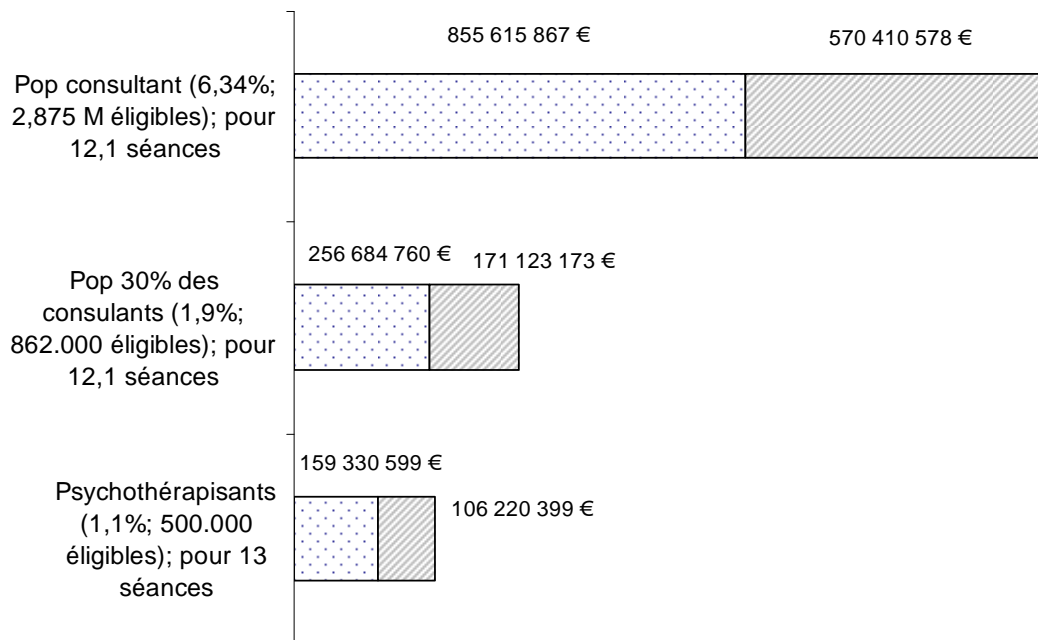 855 615 867 € 570 410 578 €
Pop consultant (6,34%;
2,875 M éligibles); pour
12,1 séances
256 684 760 € 171 123 173 €
Pop 30% des
consulants (1,9%;
862.000 éligibles); pour
12,1 séances
159 330 599 €
106 220 399 €
Psychothérapisants
(1,1%; 500.000
éligibles); pour 13
séances